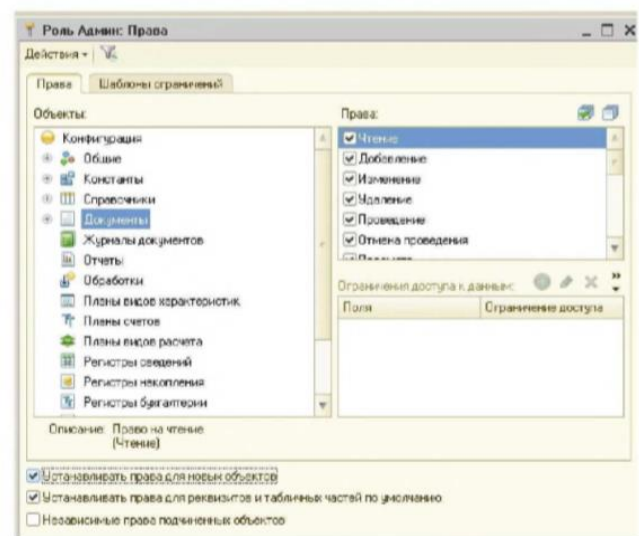 Роль Админ: Права
Действия
Права
Шаблоны ограничений
Объекты:
Конфигурация
Общие
Константы
Справочники
Документы
Журналы документов
Отчеты
Обработки
Планы видов характеристик
Планы счетов
Планы видов расчета
Регистры сведений
Регистры накопления
Регистры бухгалтерии
Права:
Чтение
Добавление
Изменение
Удаление
Проведение
Отмена проведения
Ограничения доступа к данным:
Поля Ограничение доступа
Описание: Право на чтение
(Чтение)
Устанавливать права для новых объектов
Устанавливать права для реквизитов и табличных частей по умолчанию
Независимые права подчиненных объектов